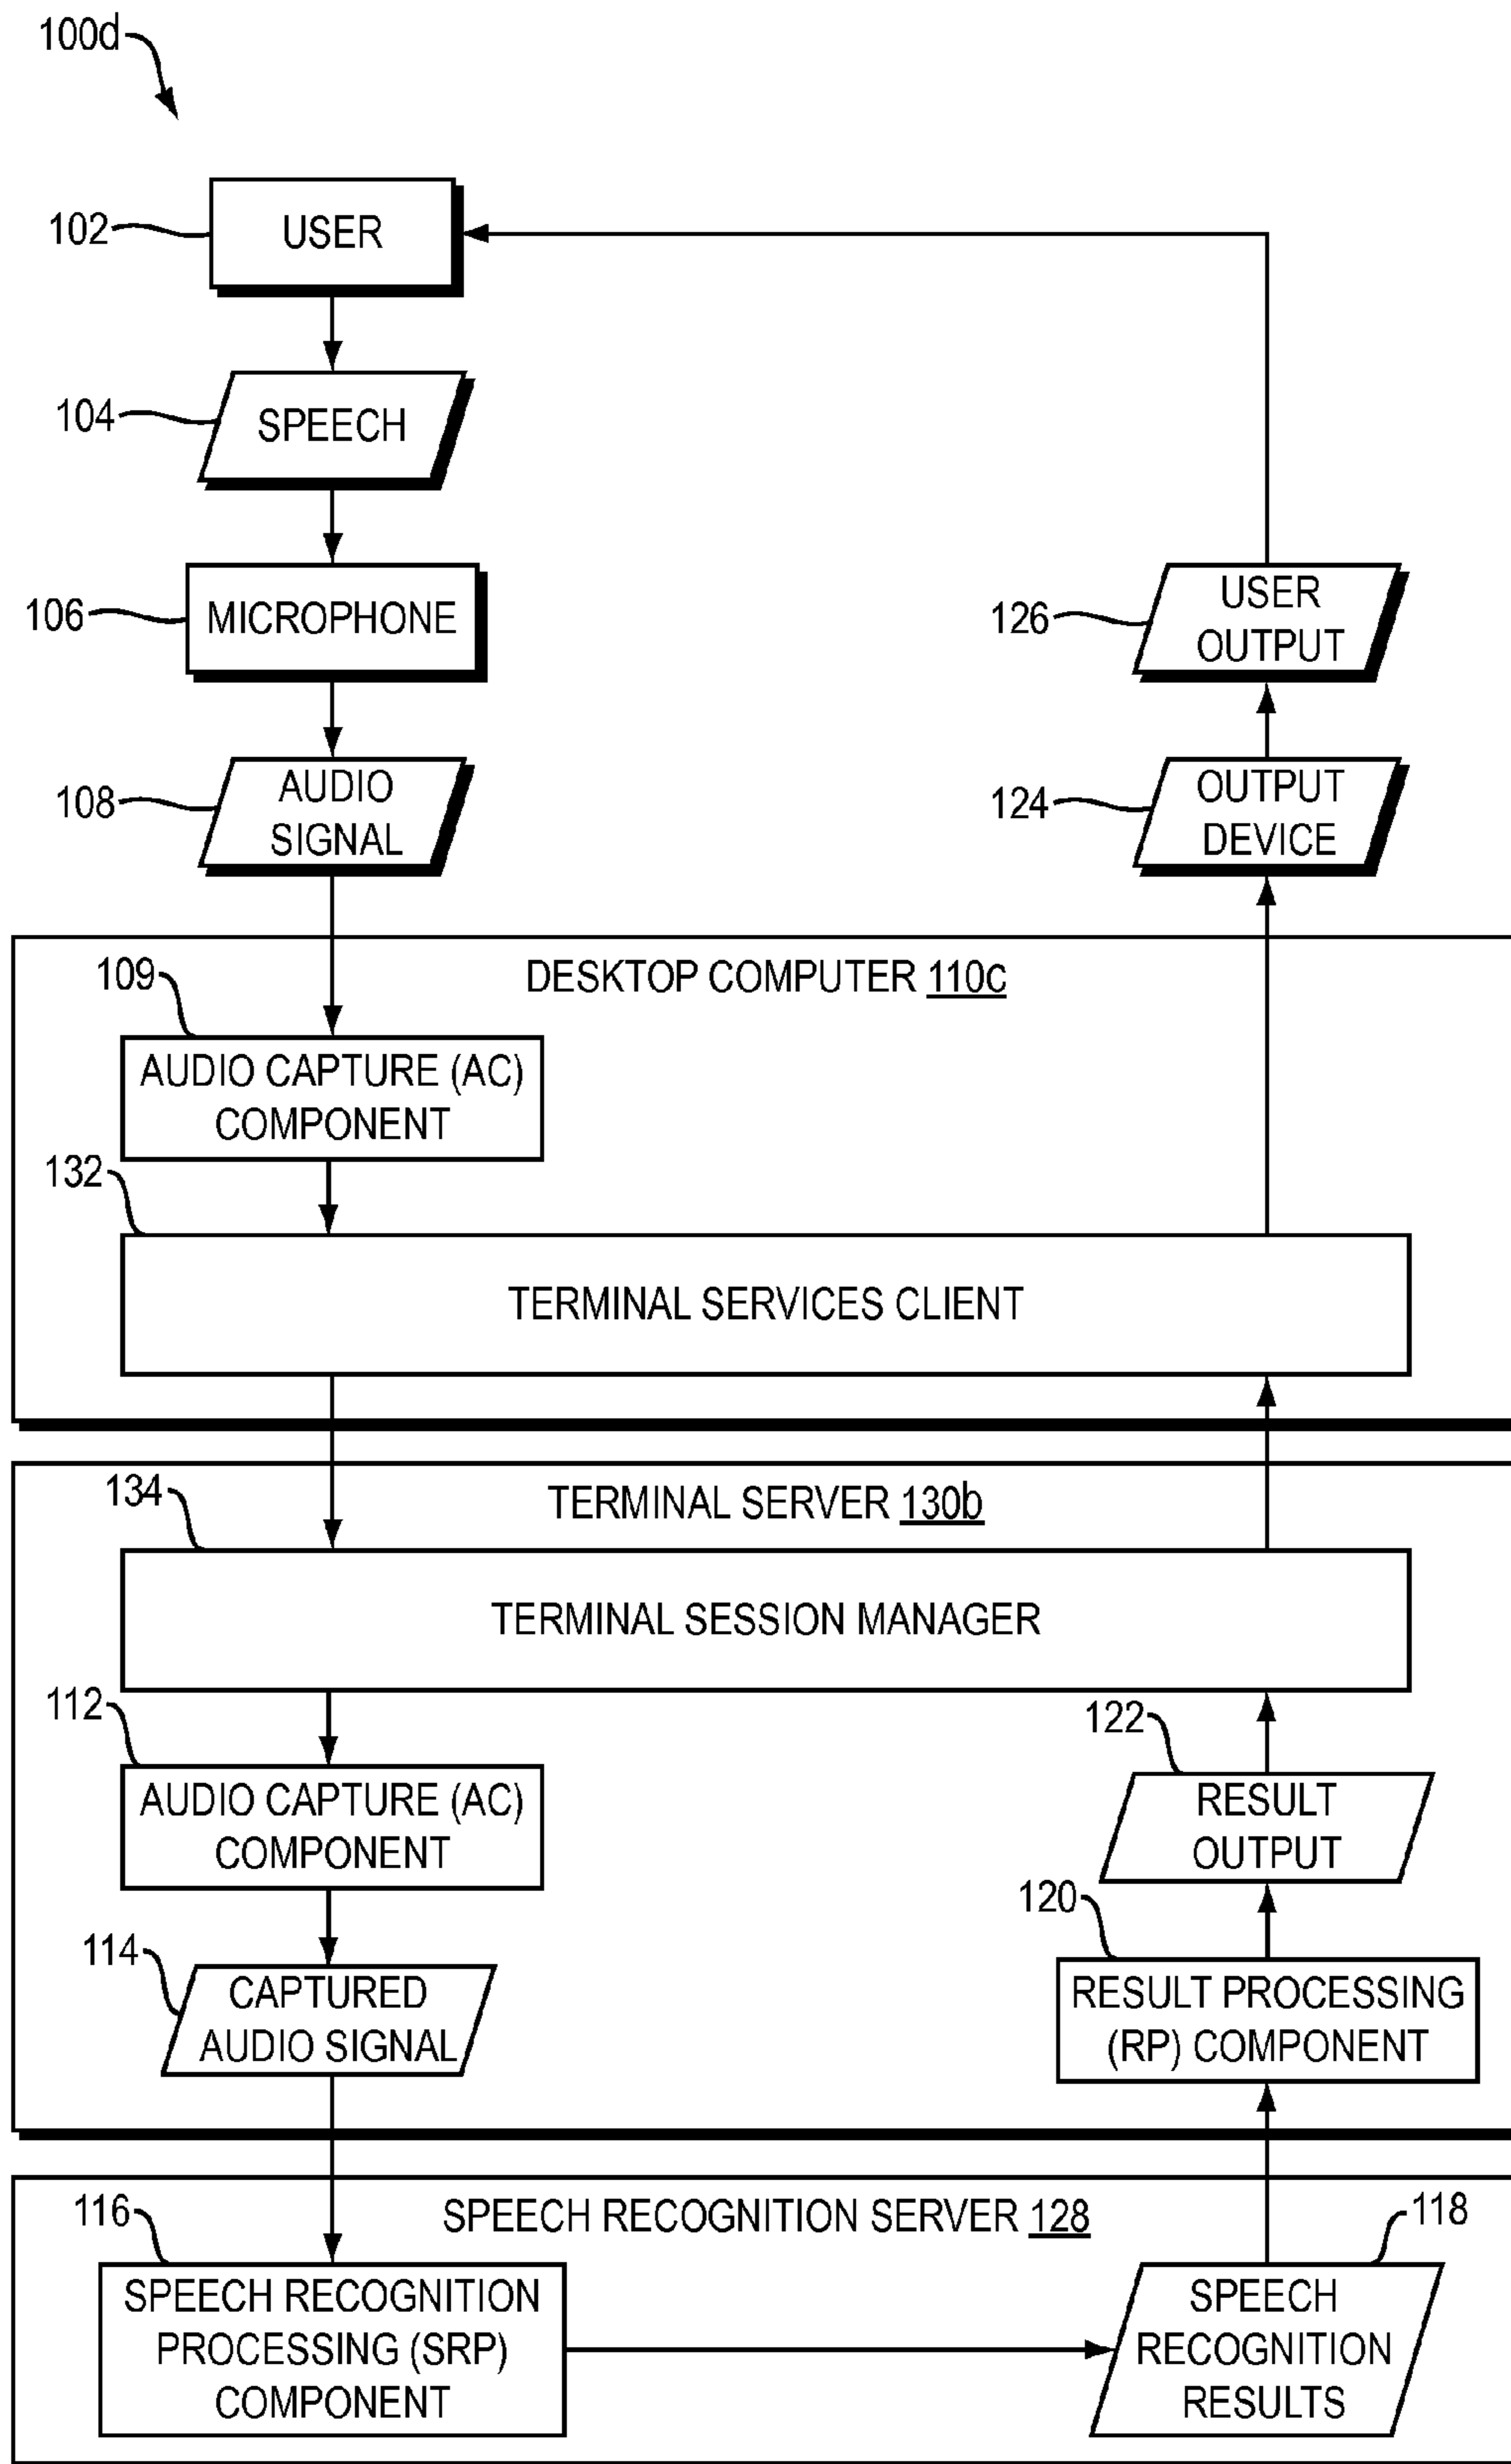 100d
102
USER
104
SPEECH
106
MICROPHONE
126
USER
OUTPUT
108
AUDIO
SIGNAL
124
OUTPUT
DEVICE
DESKTOP COMPUTER 110c
109
AUDIO CAPTURE (AC)
COMPONENT
132
TERMINAL SERVICES CLIENT
TERMINAL SERVER 130b
134
TERMINAL SESSION MANAGER
112
AUDIO CAPTURE (AC)
COMPONENT
122
RESULT
OUTPUT
114
CAPTURED
AUDIO SIGNAL
120
RESULT PROCESSING
(RP) COMPONENT
SPEECH RECOGNITION SERVER 128
116
SPEECH RECOGNITION
PROCESSING (SRP)
COMPONENT
118
SPEECH
RECOGNITION
RESULTS